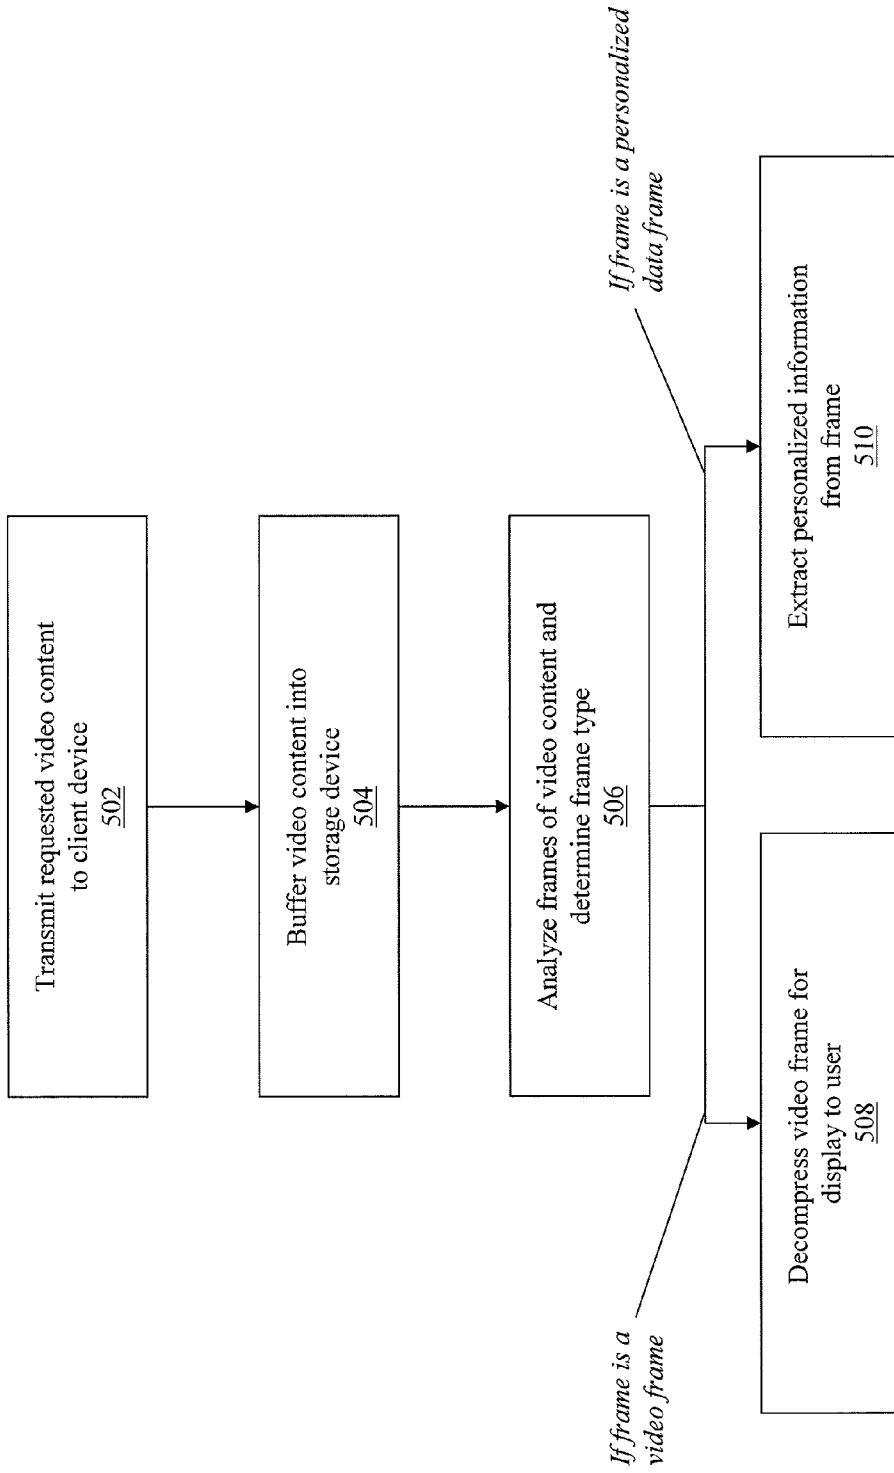 Transmit requested video content
to client device
502
Buffer video content into
storage device
504
Analyze frames of video content and
determine frame type
506
If frame is a
video frame
If frame is a personalized
data frame
Decompress video frame for
display to user
508
Extract personalized information
from frame
510